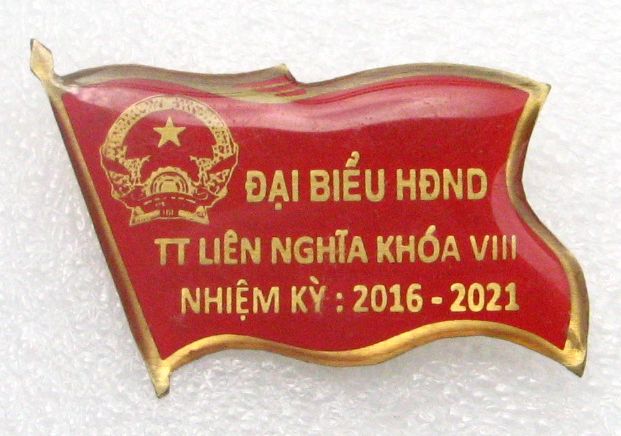 ĐẠI BIỂU HĐND
TT LIÊN NGHĨA KHÓA VIII
NHIỆM KỲ : 2016 - 2021